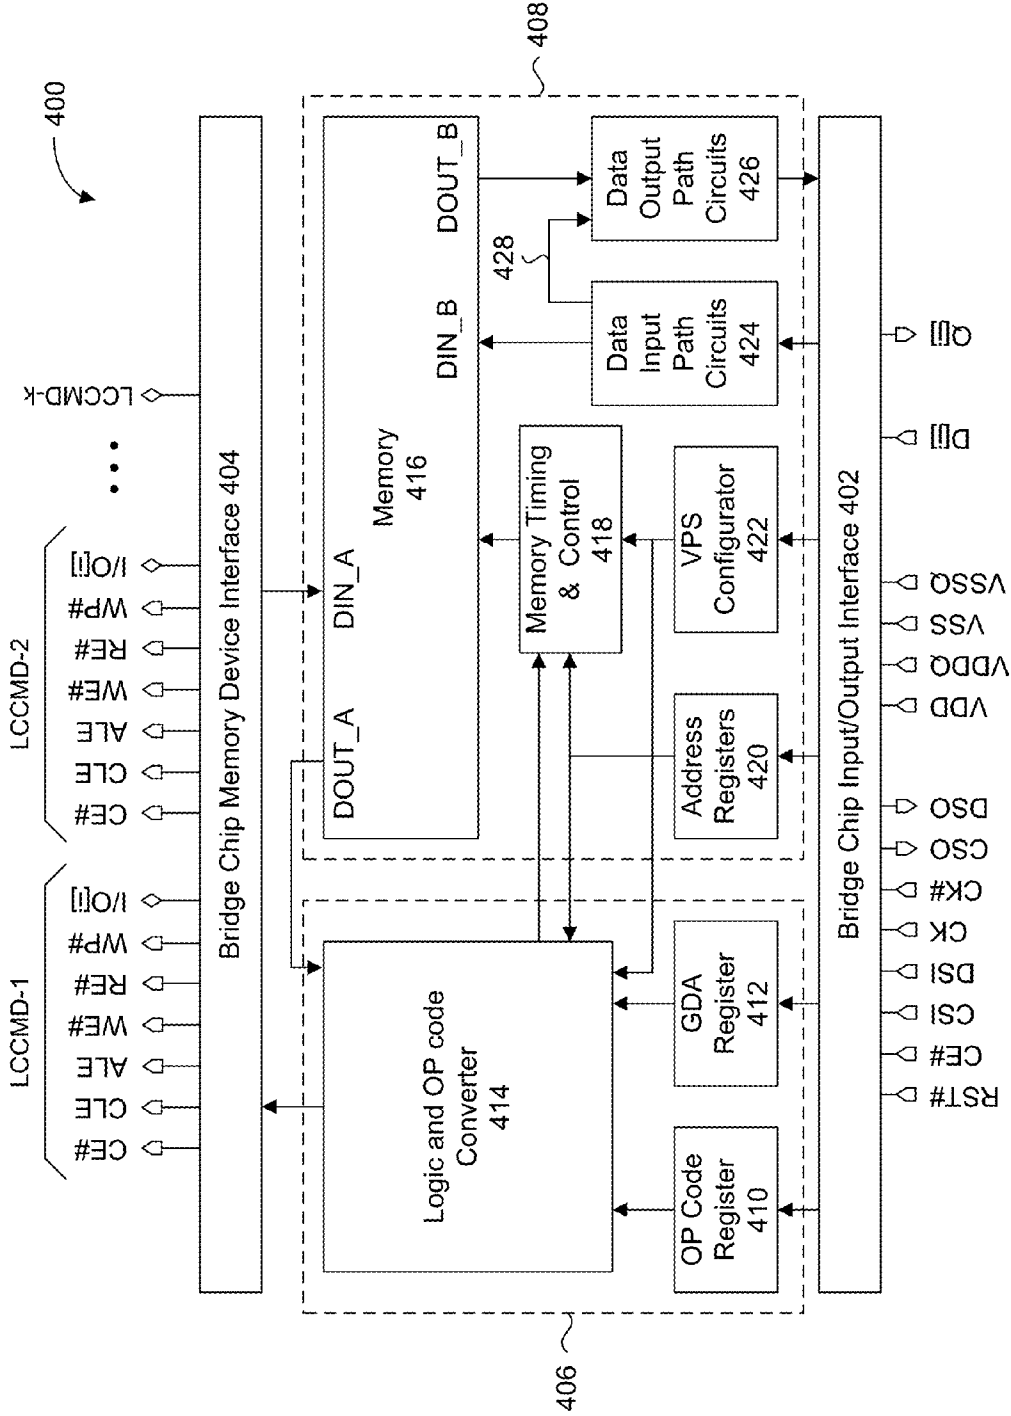 400
LCCMD-1
LCCMD-2
CE#
CLE
ALE
WE#
RE#
WP#
I/O[i]
CE#
CLE
ALE
WE#
RE#
WP#
I/O[i]
LCCMD-k
Bridge Chip Memory Device Interface 404
406
408
Logic and OP code
Converter
414
OP Code
Register
410
GDA
Register
412
DOUT_A
DIN_A
Memory
416
DIN_B
DOUT_B
Memory Timing
& Control
418
Address
Registers
420
VPS
Configurator
422
428
Data
Input
Path
Circuits
424
Data
Output
Path
Circuits
426
Bridge Chip Input/Output Interface 402
RST#
CE#
CSI
DSI
CK
CK#
CSO
DSO
VDD
VDDQ
VSS
VSSQ
D[j]
Q[j]